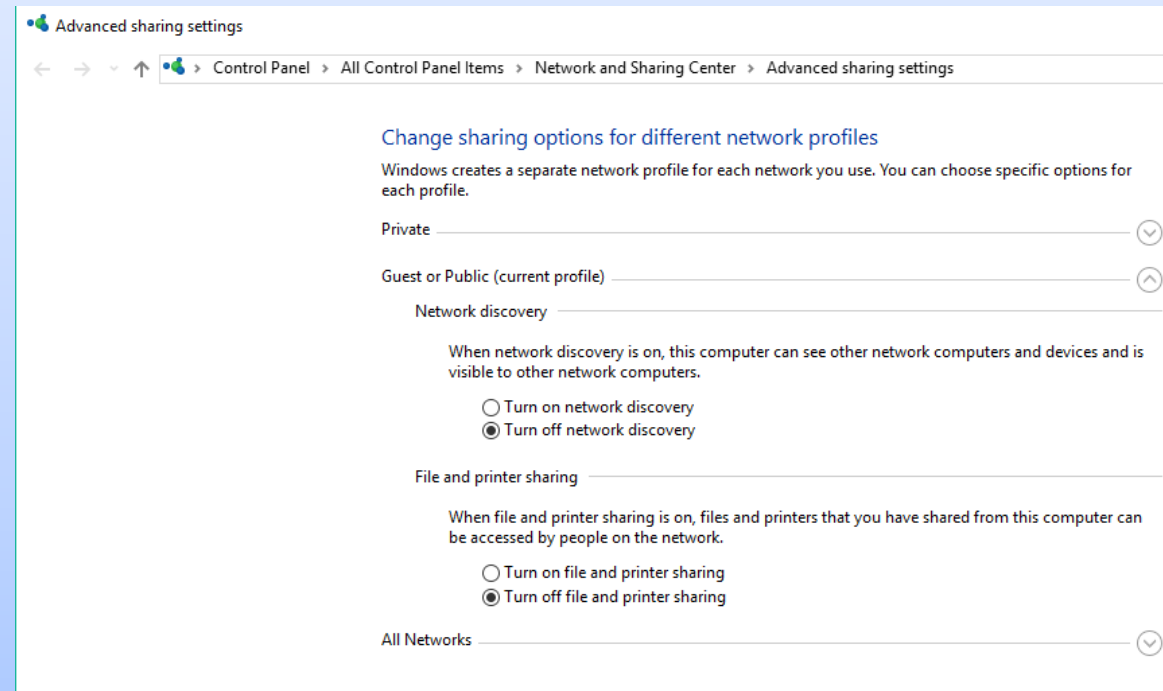 Advanced sharing settings
Control Panel > All Control Panel Items > Network and Sharing Center > Advanced sharing settings
Change sharing options for different network profiles
Windows creates a separate network profile for each network you use. You can choose specific options for
each profile.
Private
Guest or Public (current profile)
Network discovery
When network discovery is on, this computer can see other network computers and devices and is
visible to other network computers.
Turn on network discovery
Turn off network discovery
File and printer sharing
When file and printer sharing is on, files and printers that you have shared from this computer can
be accessed by people on the network.
Turn on file and printer sharing
Turn off file and printer sharing
All Networks